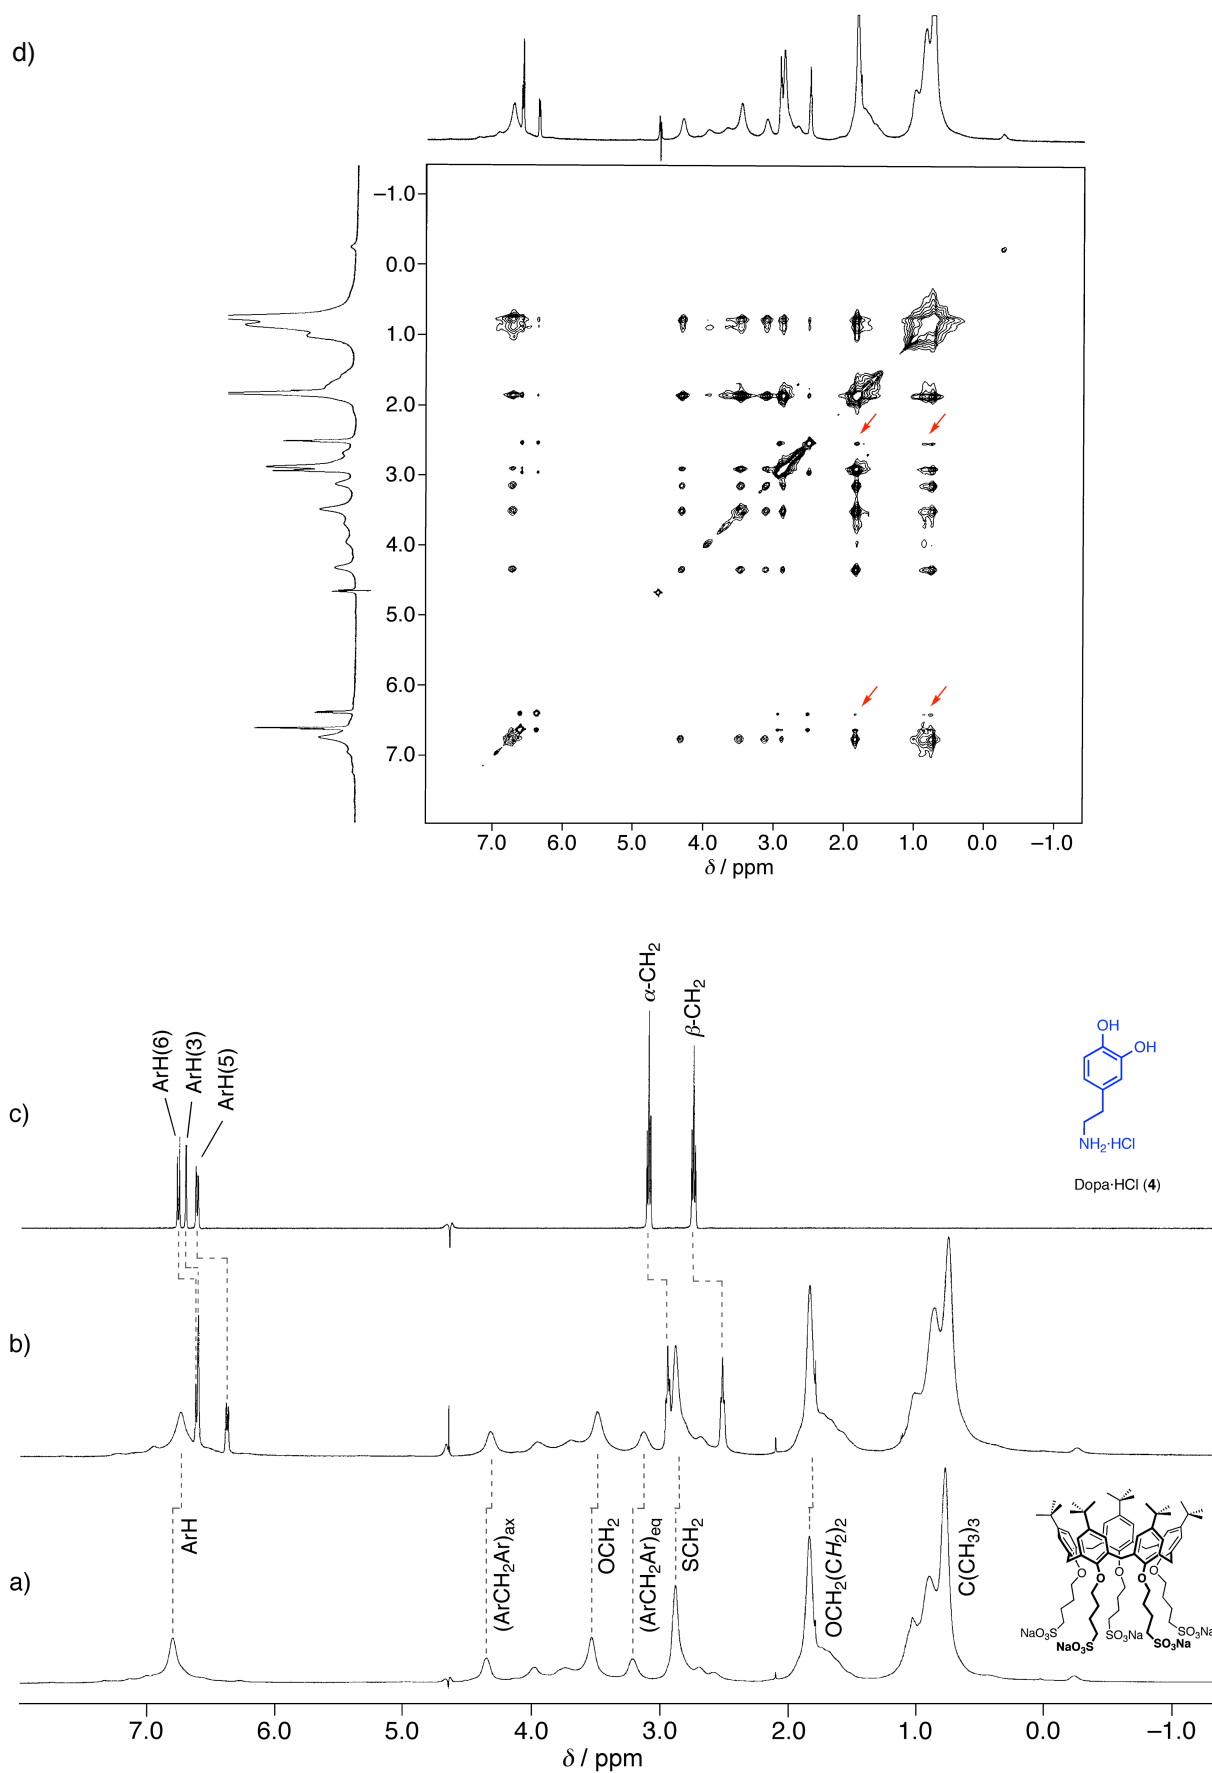 d)
–1.0
0.0
1.0
2.0
3.0
4.0
5.0
6.0
7.0
7.0 6.0 5.0 4.0 3.0 2.0 1.0 0.0 –1.0
δ / ppm
α-CH2
β-CH2
ArH(6)
ArH(3)
ArH(5)
c)
OH
OH
NH2·HCl
Dopa·HCl (4)
b)
a)
ArH
(ArCH2Ar)ax
OCH2
(ArCH2Ar)eq
SCH2
OCH2(CH2)2
C(CH3)3
O
O
O
O
O
NaO3S
NaO3S
SO3Na
SO3Na
SO3Na
7.0 6.0 5.0 4.0 3.0 2.0 1.0 0.0 –1.0
δ / ppm